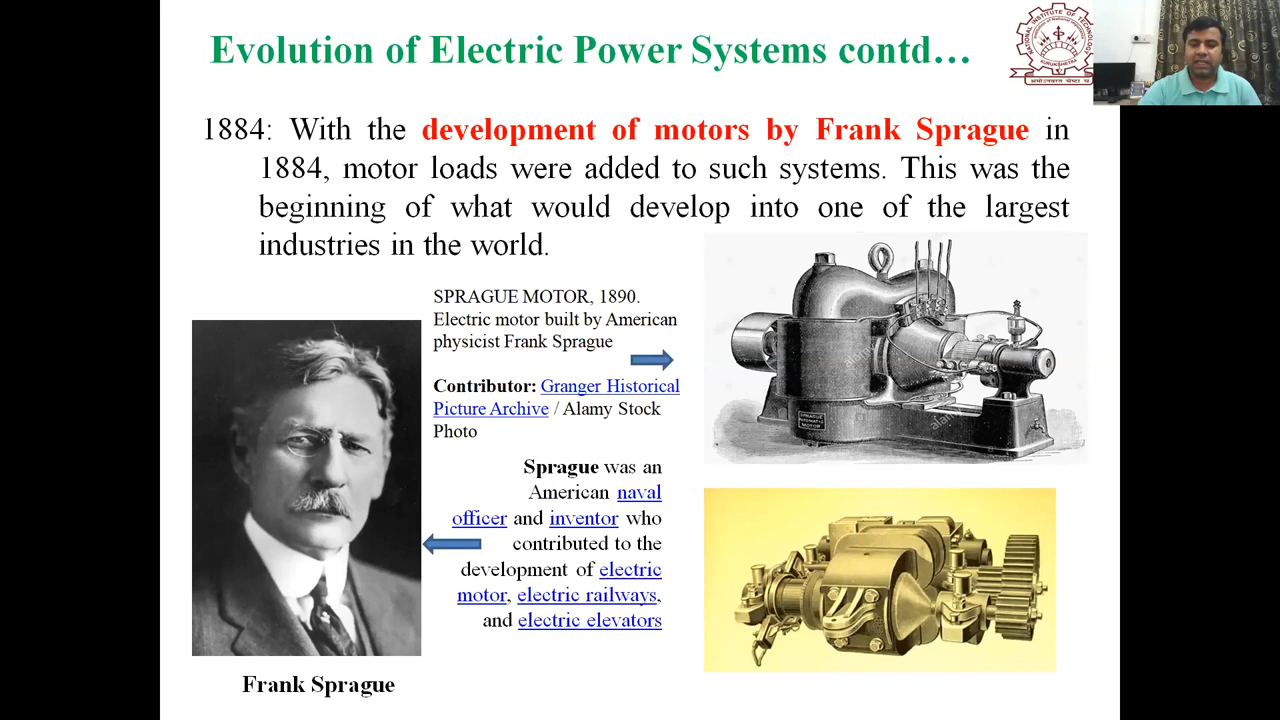 Evolution of Electric Power Systems contd…
1884: With the development of motors by Frank Sprague in
1884, motor loads were added to such systems. This was the
beginning of what would develop into one of the largest
industries in the world.
SPRAGUE MOTOR, 1890.
Electric motor built by American
physicist Frank Sprague
Contributor: Granger Historical
Picture Archive / Alamy Stock
Photo
Sprague was an
American naval
officer and inventor who
contributed to the
development of electric
motor, electric railways,
and electric elevators
Frank Sprague
SPRAGUE
MOTOR
alamy
KURUKSHETRA